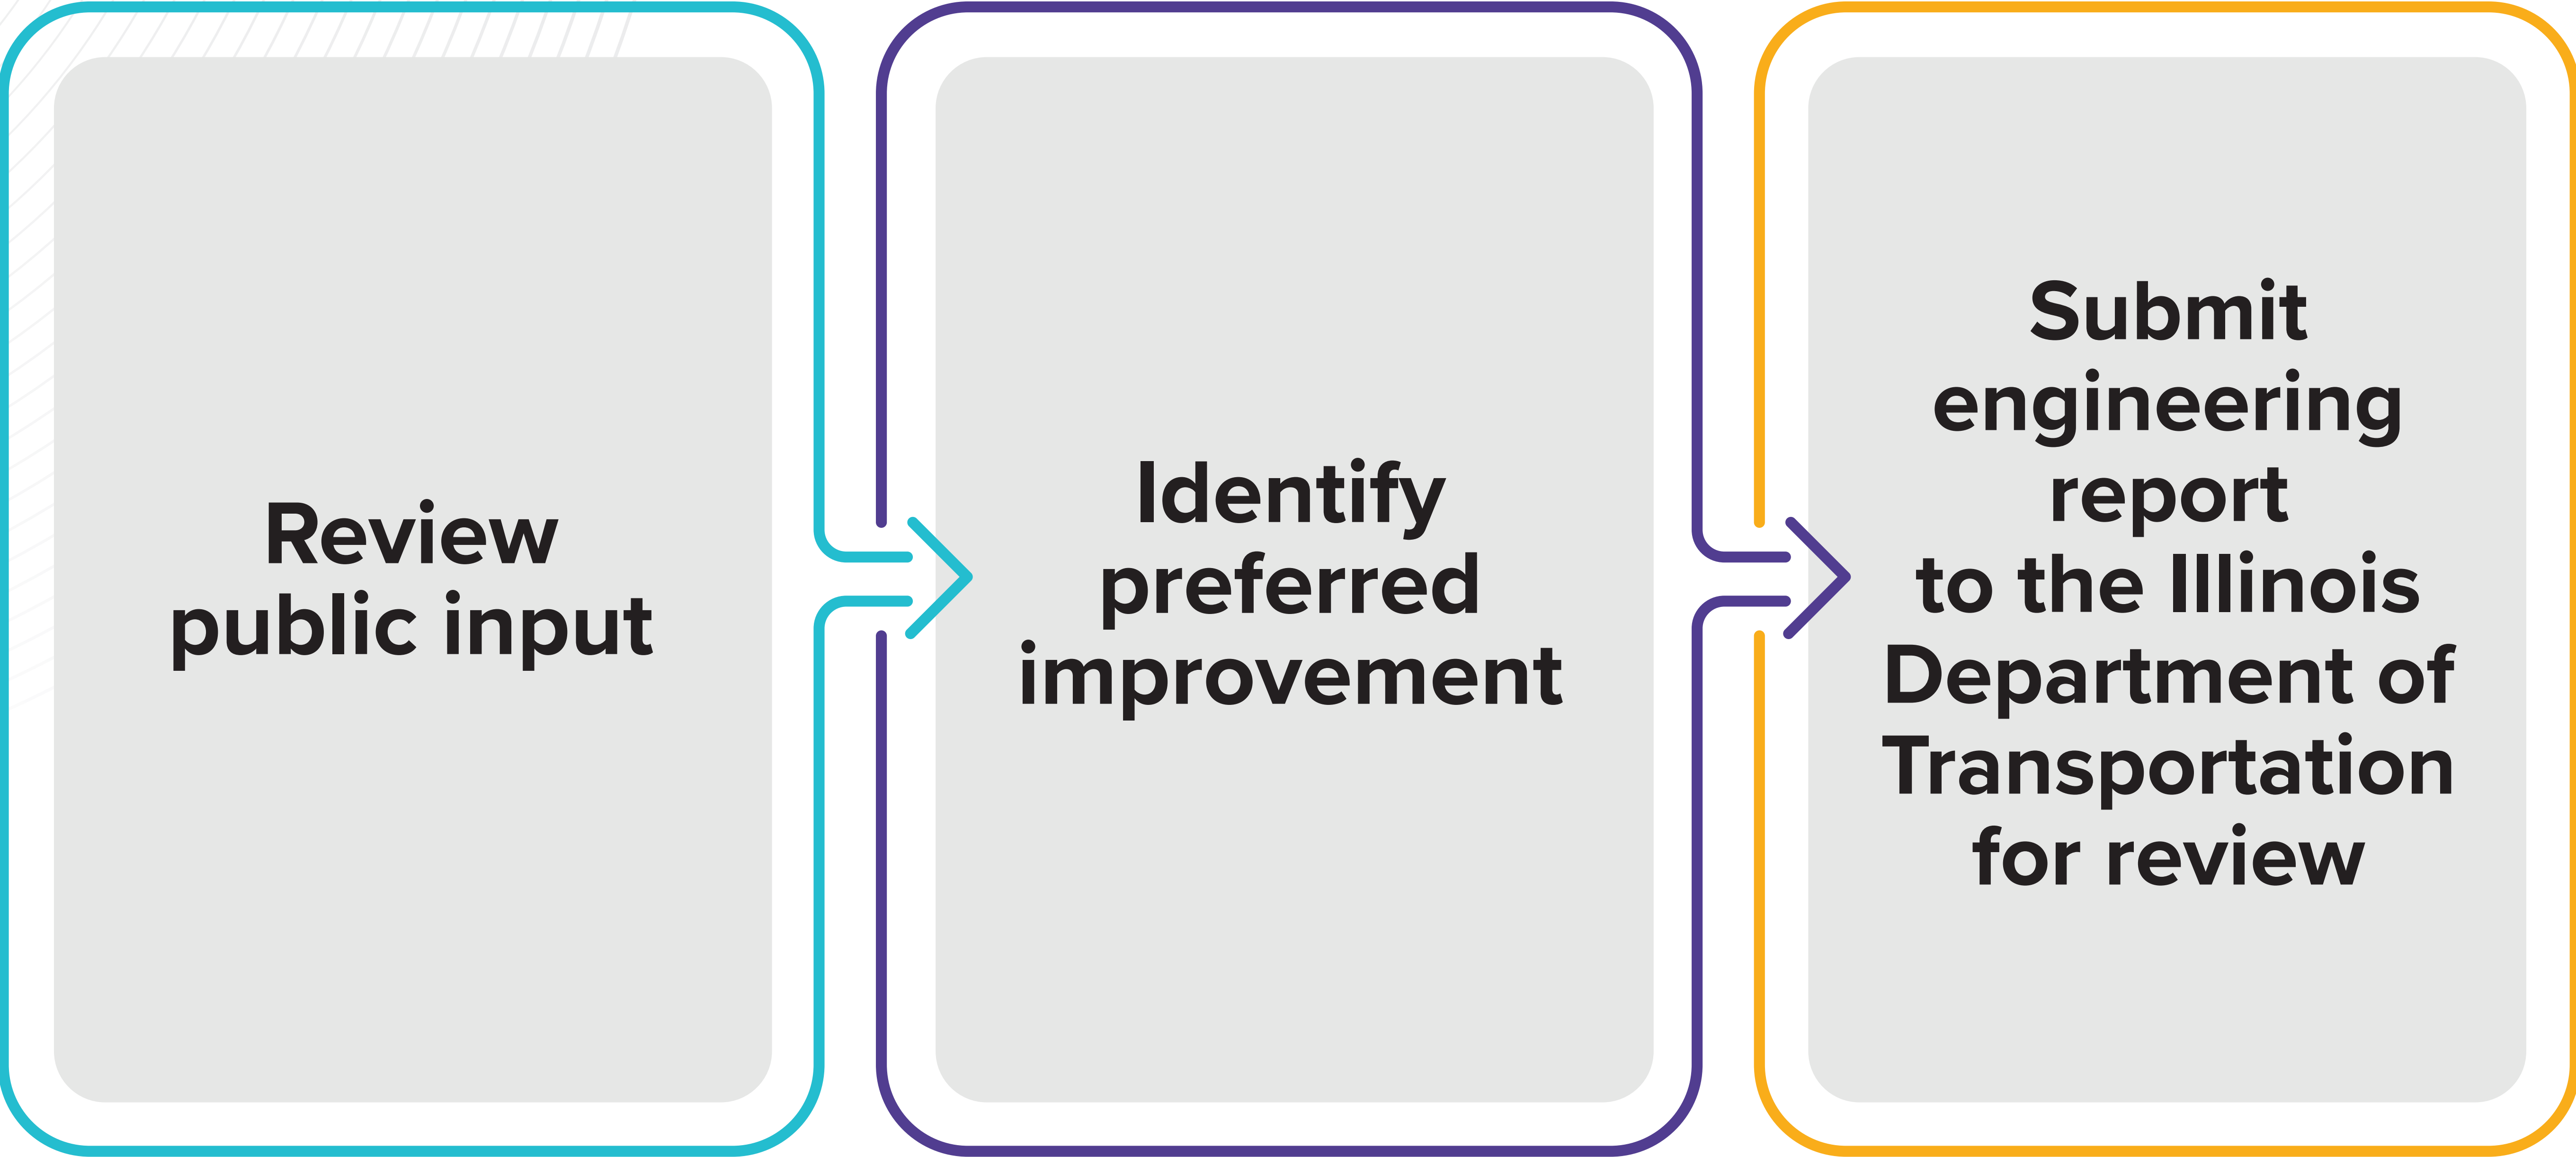 Review
public input
Identify
preferred
improvement
Submit
engineering
report
to the Illinois
Department of
Transportation
for review